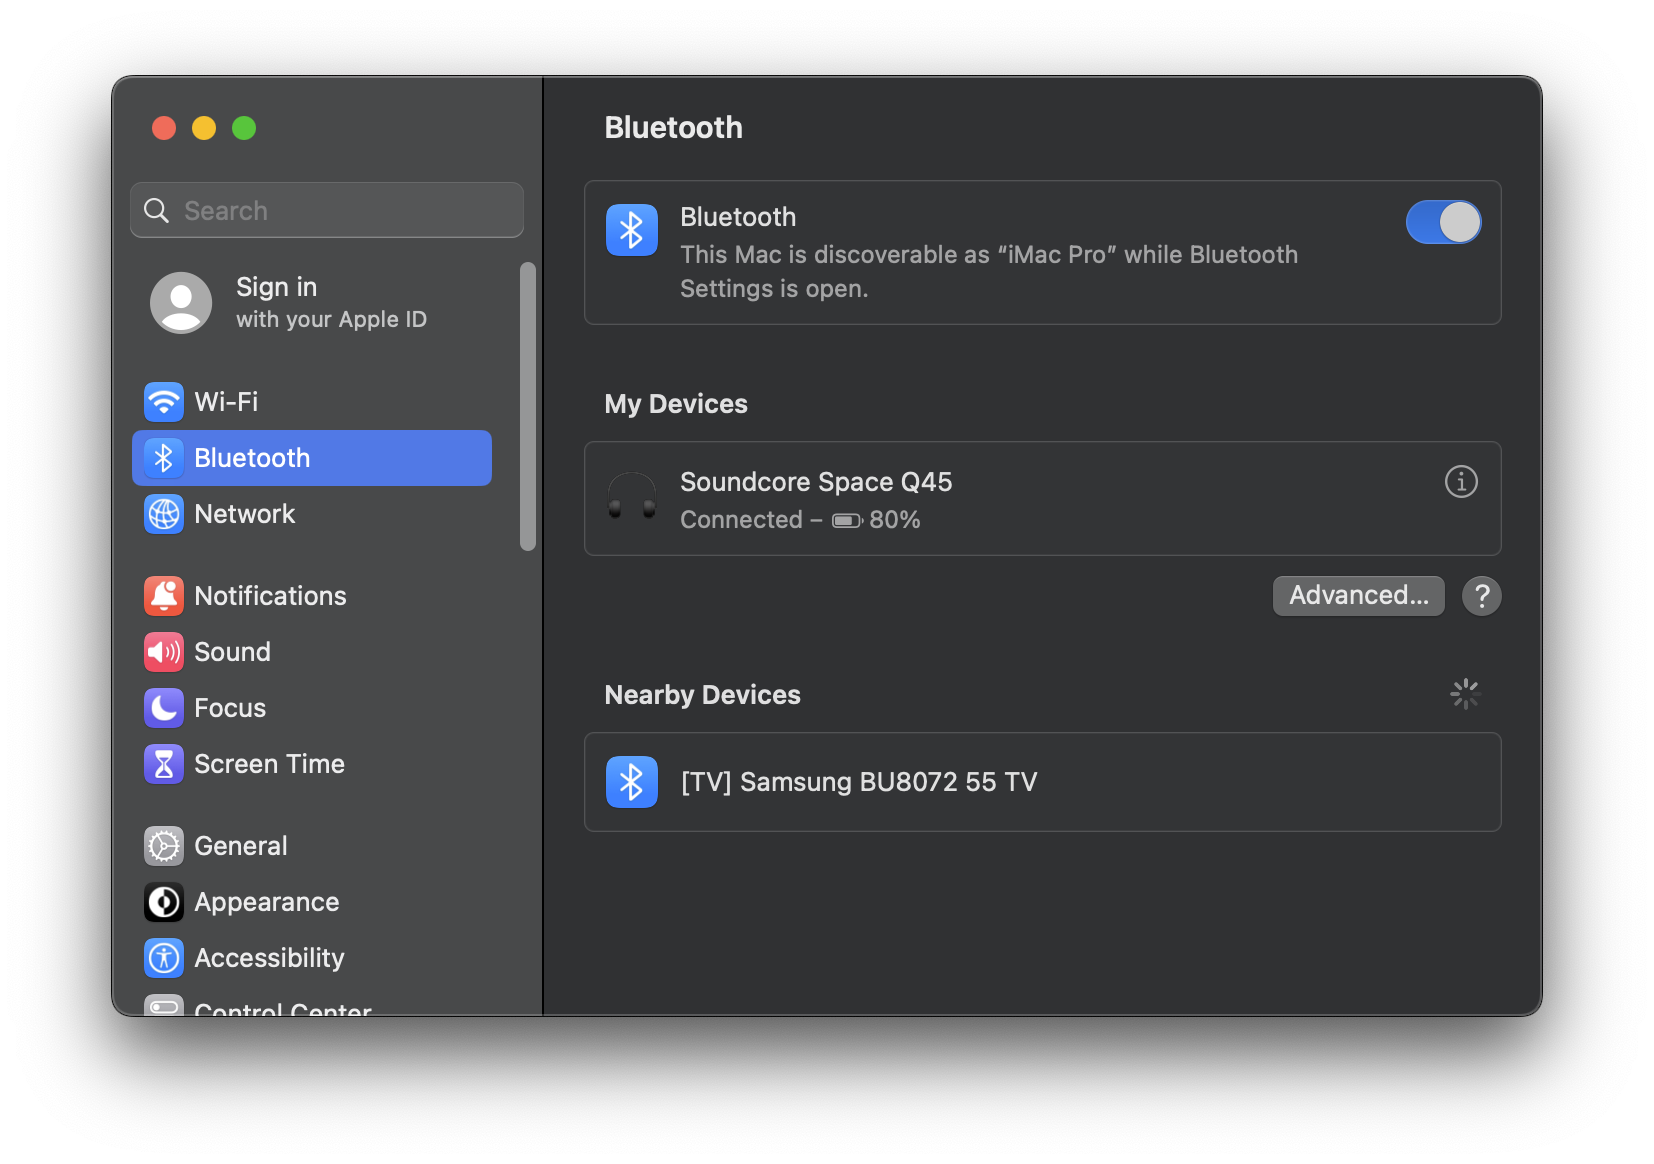 Search
Sign in
with your Apple ID
Wi-Fi
Bluetooth
Network
Notifications
Sound
Focus
Screen Time
General
Appearance
Accessibility
Control Center
Bluetooth
Bluetooth
This Mac is discoverable as “iMac Pro” while Bluetooth
Settings is open.
My Devices
Soundcore Space Q45
Connected – 80%
Advanced...
?
Nearby Devices
[TV] Samsung BU8072 55 TV